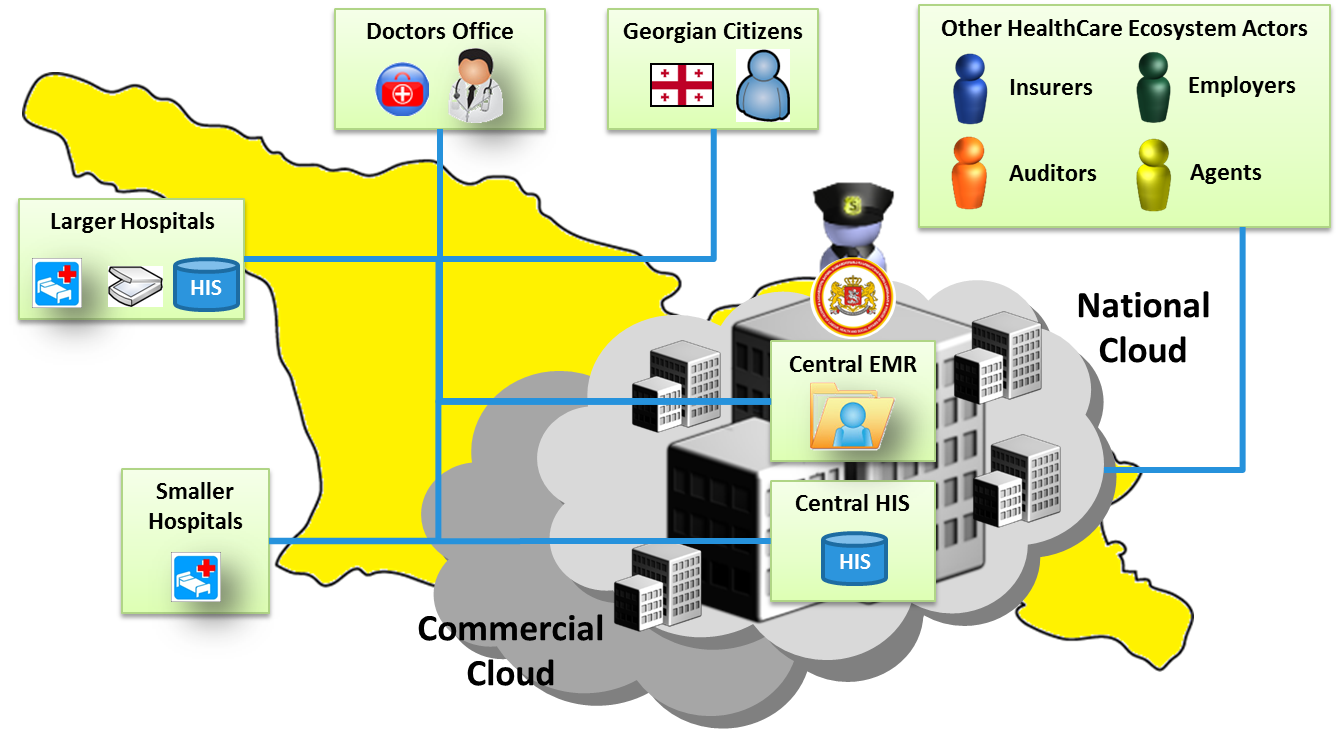 Doctors Office
Georgian Citizens
Other HealthCare Ecosystem Actors
Insurers
Employers
Auditors
Agents
Larger Hospitals
HIS
S
National
Cloud
Central EMR
Smaller
Hospitals
Central HIS
HIS
Commercial
Cloud